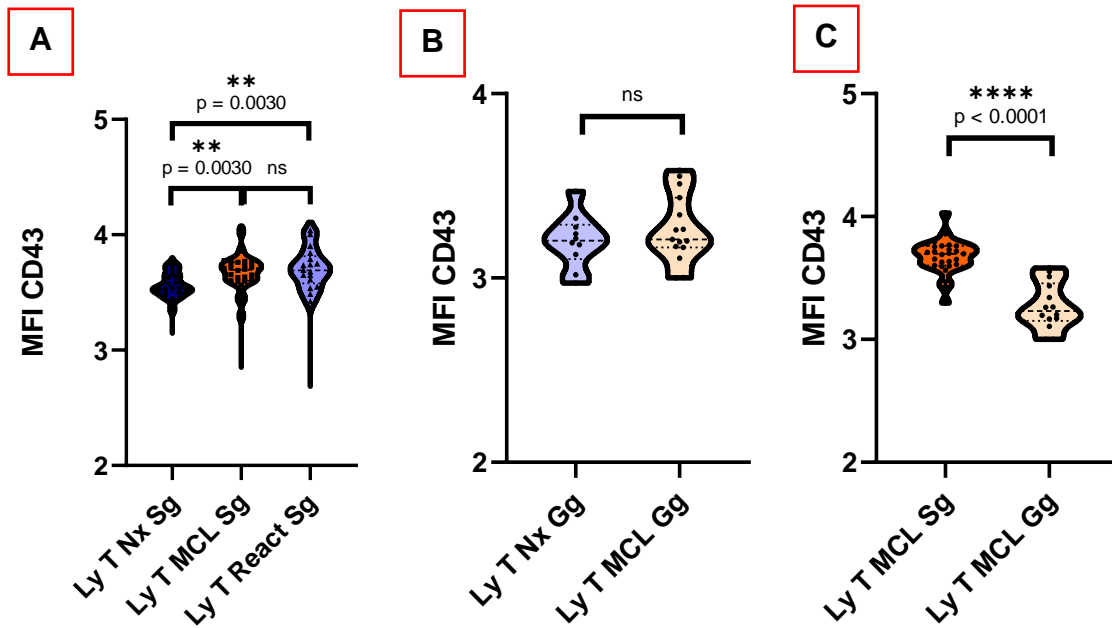 A
**
p = 0.0030
**
p = 0.0030
ns
5
4
3
2
MFI CD43
Ly T Nx Sg
Ly T MCL Sg
Ly T React Sg
B
ns
4
3
2
MFI CD43
Ly T Nx Gg
Ly T MCL Gg
C
****
p < 0.0001
5
4
3
2
MFI CD43
Ly T MCL Sg
Ly T MCL Gg